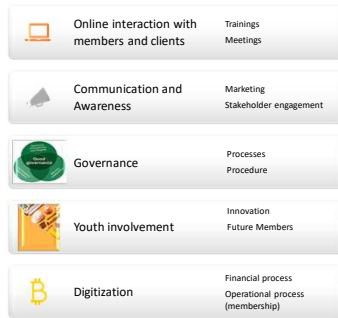 Online interaction with
members and clients
Trainings
Meetings
Communication and
Awareness
Marketing
Stakeholder engagement
Governance
Processes
Procedure
Youth involvement
Innovation
Future Members
Digitization
Financial process
Operational process
(membership)